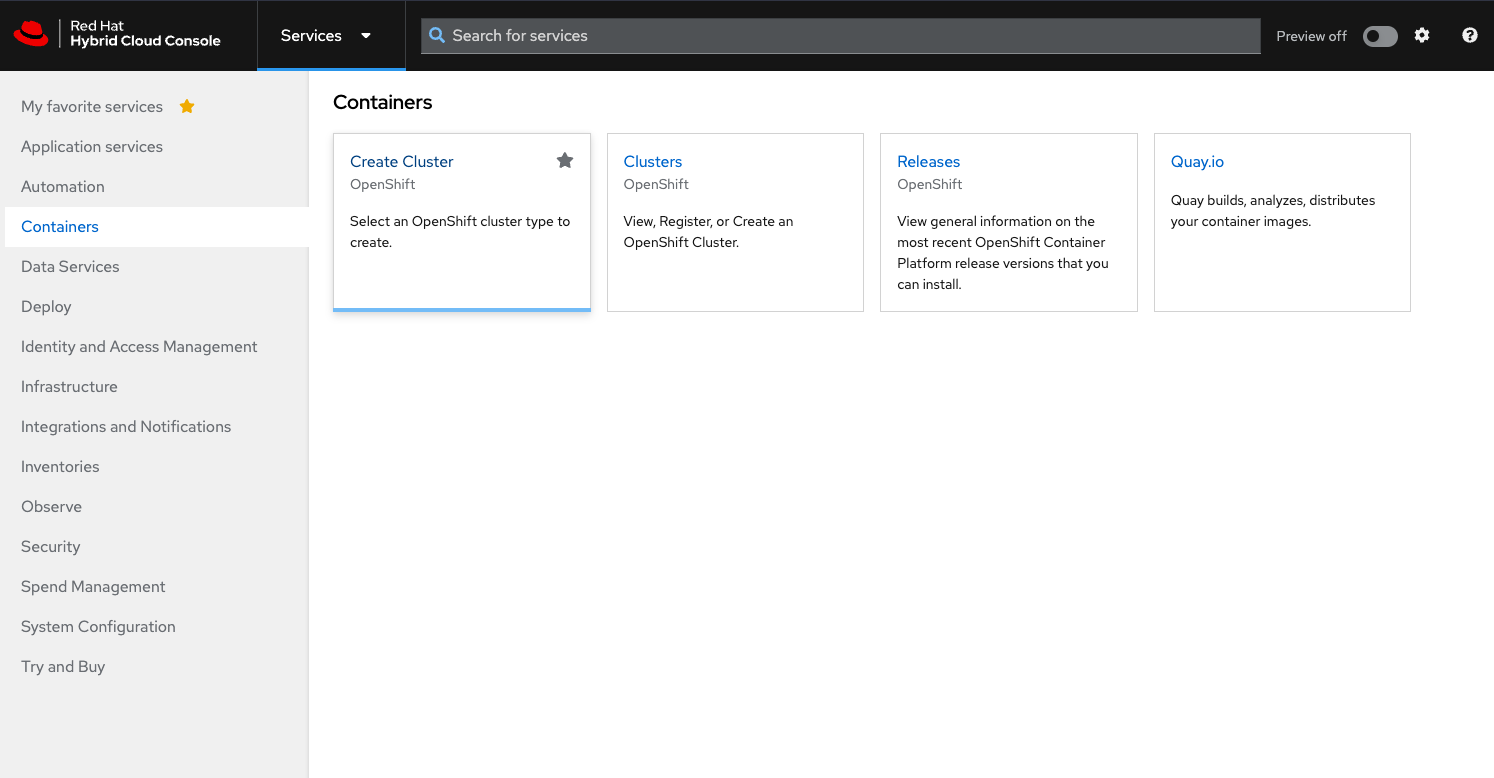 Red Hat
Hybrid Cloud Console
Services
Search for services
Preview off
My favorite services
Application services
Automation
Containers
Data Services
Deploy
Identity and Access Management
Infrastructure
Integrations and Notifications
Inventories
Observe
Security
Spend Management
System Configuration
Try and Buy
Containers
Create Cluster
OpenShift
Select an OpenShift cluster type to
create.
Clusters
OpenShift
View, Register, or Create an
OpenShift Cluster.
Releases
OpenShift
View general information on the
most recent OpenShift Container
Platform release versions that you
can install.
Quay.io
Quay builds, analyzes, distributes
your container images.